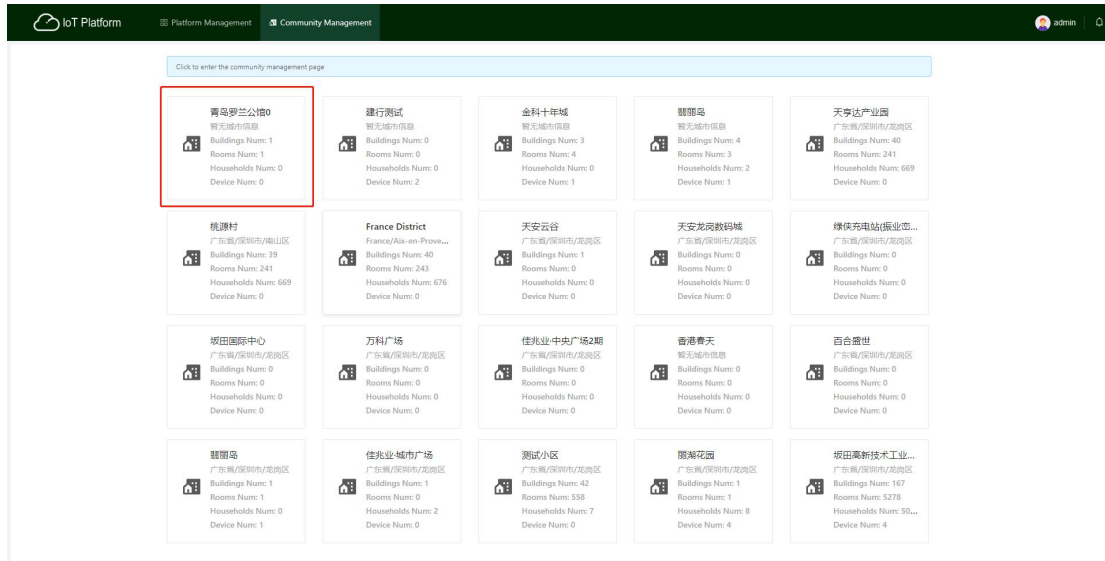 IoT Platform
Platform Management
Community Management
admin
Click to enter the community management page
青岛罗兰公馆0
暂无城市信息
Buildings Num: 1
Rooms Num: 1
Households Num: 0
Device Num: 0
建行测试
暂无城市信息
Buildings Num: 0
Rooms Num: 0
Households Num: 0
Device Num: 2
金科十年城
暂无城市信息
Buildings Num: 3
Rooms Num: 4
Households Num: 0
Device Num: 1
翡丽岛
暂无城市信息
Buildings Num: 4
Rooms Num: 3
Households Num: 2
Device Num: 1
天亨达产业园
广东省/深圳市/龙岗区
Buildings Num: 40
Rooms Num: 241
Households Num: 669
Device Num: 0
桃源村
广东省/深圳市/南山区
Buildings Num: 39
Rooms Num: 241
Households Num: 669
Device Num: 0
France District
France/Aix-en-Prove...
Buildings Num: 40
Rooms Num: 243
Households Num: 676
Device Num: 0
天安云谷
广东省/深圳市/龙岗区
Buildings Num: 1
Rooms Num: 0
Households Num: 0
Device Num: 0
天安龙岗数码城
广东省/深圳市/龙岗区
Buildings Num: 0
Rooms Num: 0
Households Num: 0
Device Num: 0
绿侠充电站(振业峦...
广东省/深圳市/龙岗区
Buildings Num: 0
Rooms Num: 0
Households Num: 0
Device Num: 0
坂田国际中心
广东省/深圳市/龙岗区
Buildings Num: 0
Rooms Num: 0
Households Num: 0
Device Num: 0
万科广场
广东省/深圳市/龙岗区
Buildings Num: 0
Rooms Num: 0
Households Num: 0
Device Num: 0
佳兆业·中央广场2期
广东省/深圳市/龙岗区
Buildings Num: 0
Rooms Num: 0
Households Num: 0
Device Num: 0
香港春天
暂无城市信息
Buildings Num: 0
Rooms Num: 0
Households Num: 0
Device Num: 0
百合盛世
广东省/深圳市/龙岗区
Buildings Num: 0
Rooms Num: 0
Households Num: 0
Device Num: 0
翡丽岛
广东省/深圳市/龙岗区
Buildings Num: 1
Rooms Num: 1
Households Num: 0
Device Num: 1
佳兆业·城市广场
广东省/深圳市/龙岗区
Buildings Num: 1
Rooms Num: 0
Households Num: 2
Device Num: 0
测试小区
广东省/深圳市/龙岗区
Buildings Num: 42
Rooms Num: 558
Households Num: 7
Device Num: 0
丽湖花园
广东省/深圳市/龙岗区
Buildings Num: 1
Rooms Num: 1
Households Num: 8
Device Num: 4
坂田高新技术工业...
广东省/深圳市/龙岗区
Buildings Num: 167
Rooms Num: 5278
Households Num: 50...
Device Num: 4